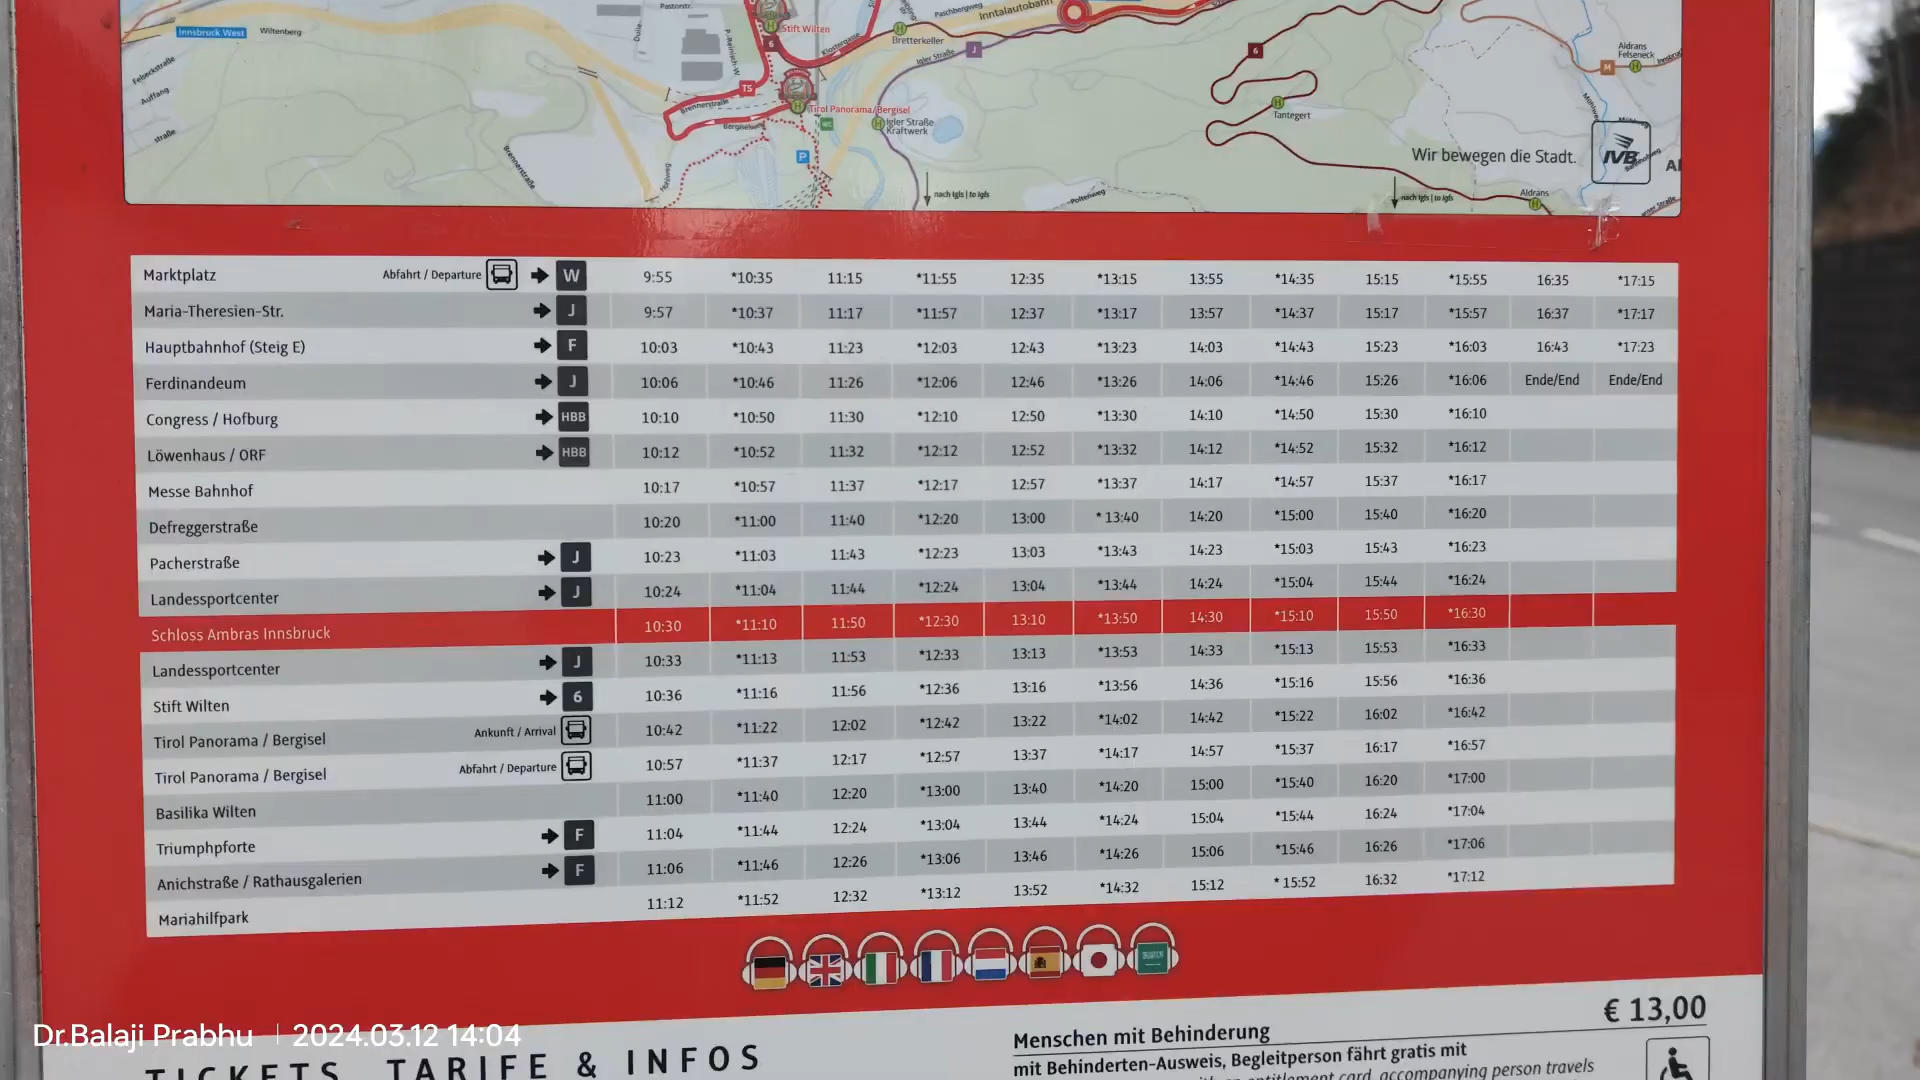 Pastorstr.
Innsbruck West
Wiltenberg
Stift Wilten
6
Klostergasse
Bretterkeller
Paschbergweg
Inntalautobahn
Igler Straße
J
6
Aldrans
Felseneck
M
TS
Brennerstraße
Tirol Panorama/Bergisel
Igler Straße
Kraftwerk
Tantegert
Bergiselweg
P
Brennerstraße
Hohlweg
nach Igls | to Igls
Poltenweg
Wir bewegen die Stadt.
IVB
nach Igls | to Igls
Aldrans
Marktplatz Abfahrt / Departure W 9:55 *10:35 11:15 *11:55 12:35 *13:15 13:55 *14:35 15:15 *15:55 16:35 *17:15
Maria-Theresien-Str. J 9:57 *10:37 11:17 *11:57 12:37 *13:17 13:57 *14:37 15:17 *15:57 16:37 *17:17
Hauptbahnhof (Steig E) F 10:03 *10:43 11:23 *12:03 12:43 *13:23 14:03 *14:43 15:23 *16:03 16:43 *17:23
Ferdinandeum J 10:06 *10:46 11:26 *12:06 12:46 *13:26 14:06 *14:46 15:26 *16:06 Ende/End Ende/End
Congress / Hofburg HBB 10:10 *10:50 11:30 *12:10 12:50 *13:30 14:10 *14:50 15:30 *16:10
Löwenhaus / ORF HBB 10:12 *10:52 11:32 *12:12 12:52 *13:32 14:12 *14:52 15:32 *16:12
Messe Bahnhof 10:17 *10:57 11:37 *12:17 12:57 *13:37 14:17 *14:57 15:37 *16:17
Defreggerstraße 10:20 *11:00 11:40 *12:20 13:00 * 13:40 14:20 *15:00 15:40 *16:20
Pacherstraße J 10:23 *11:03 11:43 *12:23 13:03 *13:43 14:23 *15:03 15:43 *16:23
Landessportcenter J 10:24 *11:04 11:44 *12:24 13:04 *13:44 14:24 *15:04 15:44 *16:24
Schloss Ambras Innsbruck 10:30 *11:10 11:50 *12:30 13:10 *13:50 14:30 *15:10 15:50 *16:30
Landessportcenter J 10:33 *11:13 11:53 *12:33 13:13 *13:53 14:33 *15:13 15:53 *16:33
Stift Wilten 6 10:36 *11:16 11:56 *12:36 13:16 *13:56 14:36 *15:16 15:56 *16:36
Tirol Panorama / Bergisel Ankunft / Arrival 10:42 *11:22 12:02 *12:42 13:22 *14:02 14:42 *15:22 16:02 *16:42
Tirol Panorama / Bergisel Abfahrt / Departure 10:57 *11:37 12:17 *12:57 13:37 *14:17 14:57 *15:37 16:17 *16:57
Basilika Wilten 11:00 *11:40 12:20 *13:00 13:40 *14:20 15:00 *15:40 16:20 *17:00
Triumphpforte F 11:04 *11:44 12:24 *13:04 13:44 *14:24 15:04 *15:44 16:24 *17:04
Anichstraße / Rathausgalerien F 11:06 *11:46 12:26 *13:06 13:46 *14:26 15:06 *15:46 16:26 *17:06
Mariahilfpark 11:12 *11:52 12:32 *13:12 13:52 *14:32 15:12 * 15:52 16:32 *17:12
€ 13,00
Dr.Balaji Prabhu | 2024.03.12 14:04
TICKETS, TARIFE & INFOS
Menschen mit Behinderung
mit Behinderten-Ausweis, Begleitperson fährt gratis mit
entitlement card, accompanying person travels